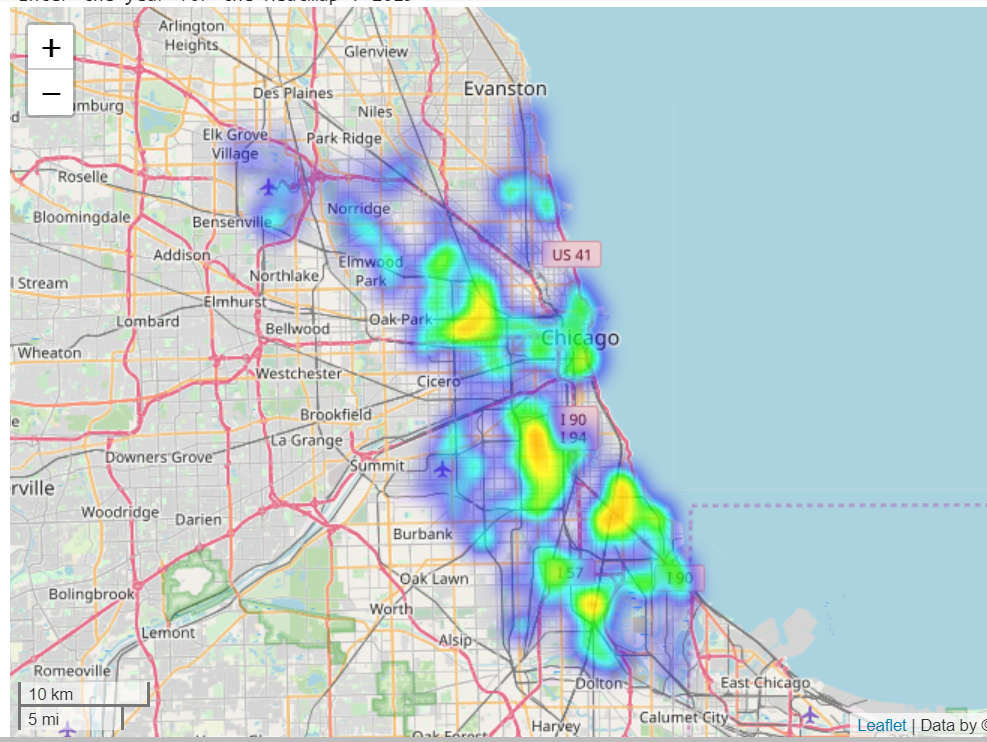 +
−
Arlington
Heights
Glenview
Evanston
Des Plaines
umburg
Niles
Elk Grove
Village
Park Ridge
Roselle
Norridge
Bloomingdale
Bensenville
US 41
Addison
Elmwood
Park
l Stream
Northlake
Elmhurst
Lombard
Bellwood
Oak Park
Chicago
Wheaton
Westchester
Cicero
Brookfield
I 90
I 94
La Grange
Downers Grove
Summit
rville
Woodridge
Darien
Burbank
Oak Lawn
I 57
I 90
Bolingbrook
Worth
Lemont
Alsip
Romeoville
Dolton
East Chicago
10 km
5 mi
Calumet City
Harvey
Leaflet | Data by ©